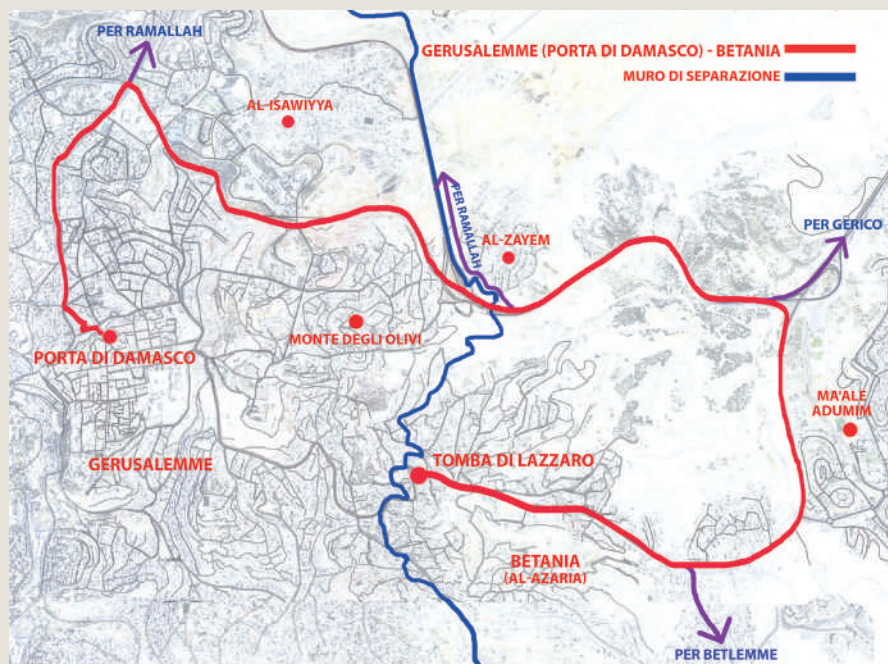 PER RAMALLAH
GERUSALEMME (PORTA DI DAMASCO) - BETANIA
MURO DI SEPARAZIONE
AL-ISAWIYYA
PER RAMALLAH
AL-ZAYEM
PER GERICO
MONTE DEGLI OLIVI
PORTA DI DAMASCO
MA'ALE
ADUMIM
GERUSALEMME
TOMBA DI LAZZARO
BETANIA
(AL-AZARIA)
PER BETLEMME